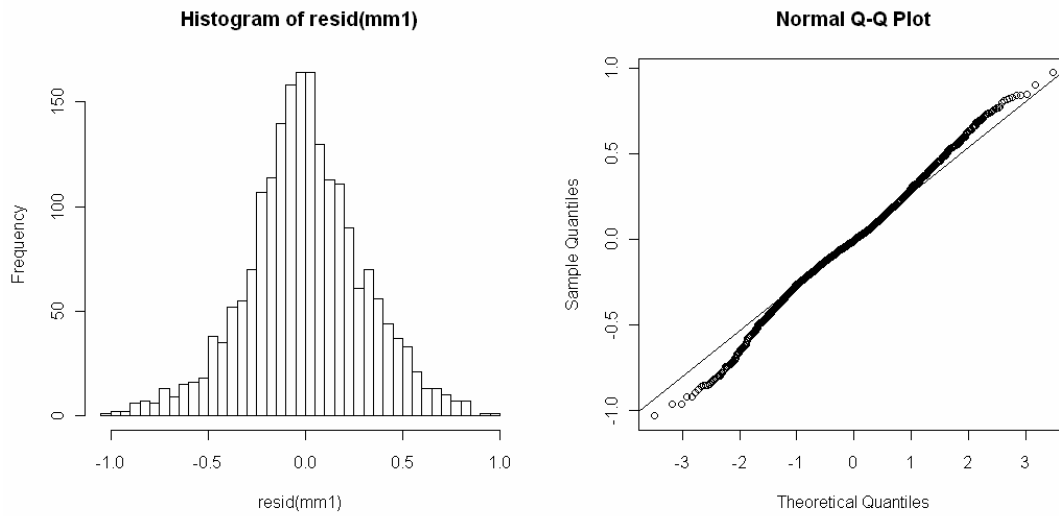 Histogram of resid(mm1)
Frequency
150
100
50
0
-1.0 -0.5 0.0 0.5 1.0
resid(mm1)
Normal Q-Q Plot
Sample Quantiles
1.0
0.5
0.0
-0.5
-1.0
-3 -2 -1 0 1 2 3
Theoretical Quantiles